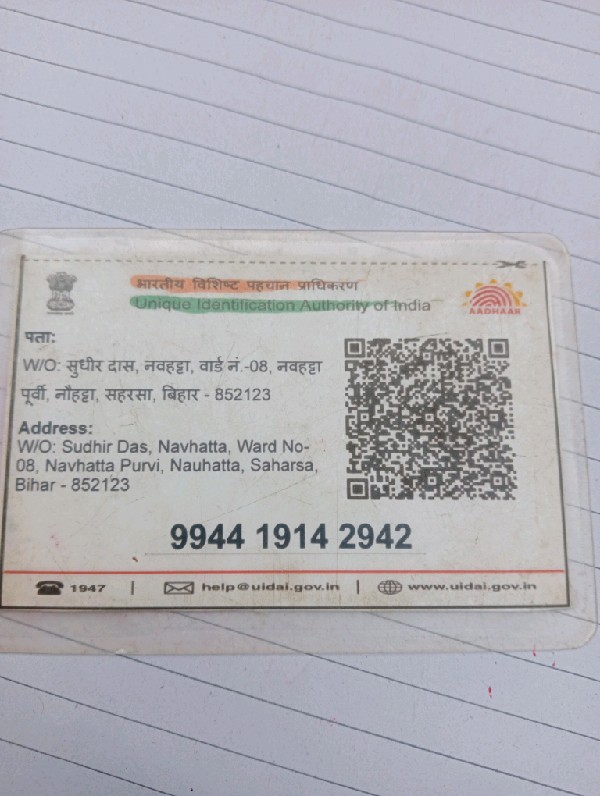 भारतीय विशिष्ट पहचान प्राधिकरण
Unique Identification Authority of India
AADHAAR
पता:
W/O: सुधीर दास, नवहट्टा, वार्ड नं.-08, नवहट्टा
पूर्वी, नौहट्टा, सहरसा, बिहार - 852123
Address:
W/O: Sudhir Das, Navhatta, Ward No-
08, Navhatta Purvi, Nauhatta, Saharsa,
Bihar - 852123
9944 1914 2942
1947 | help@uidai.gov.in | www.uidai.gov.in